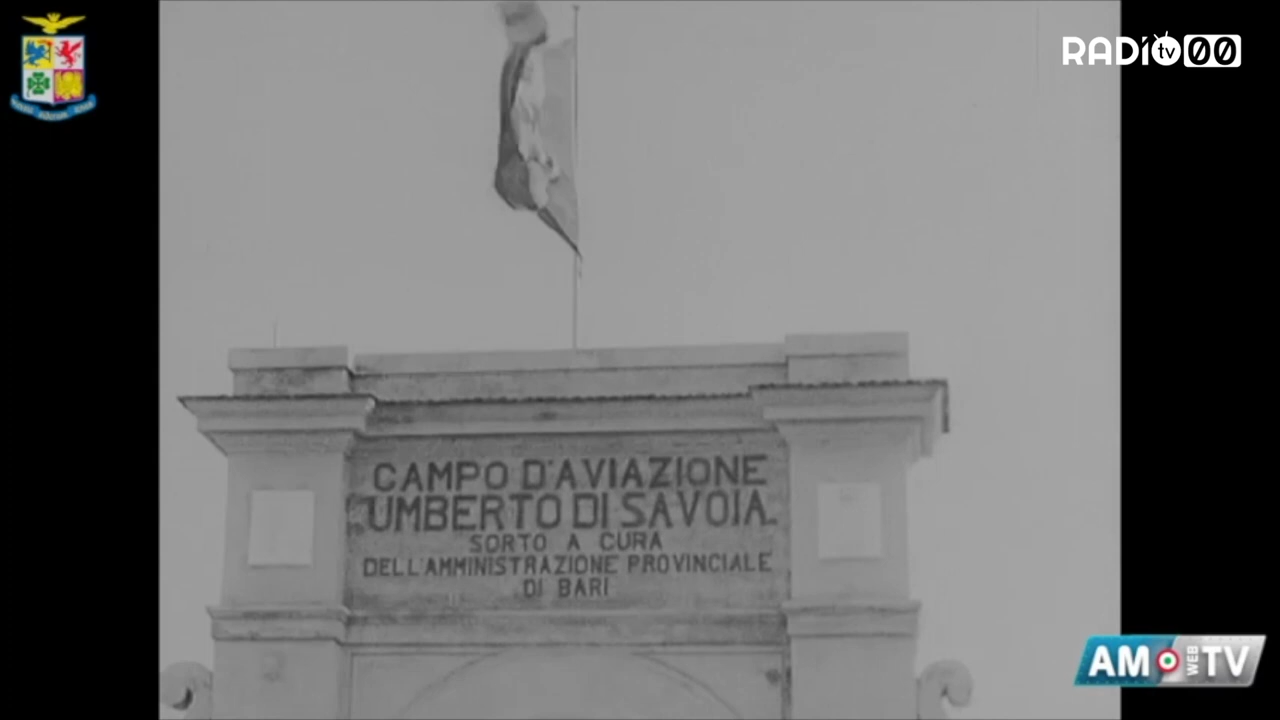 RADIO tv 00
CAMPO D'AVIAZIONE
UMBERTO DI SAVOIA
SORTO A CURA
DELL'AMMINISTRAZIONE PROVINCIALE
DI BARI
AM WEB TV